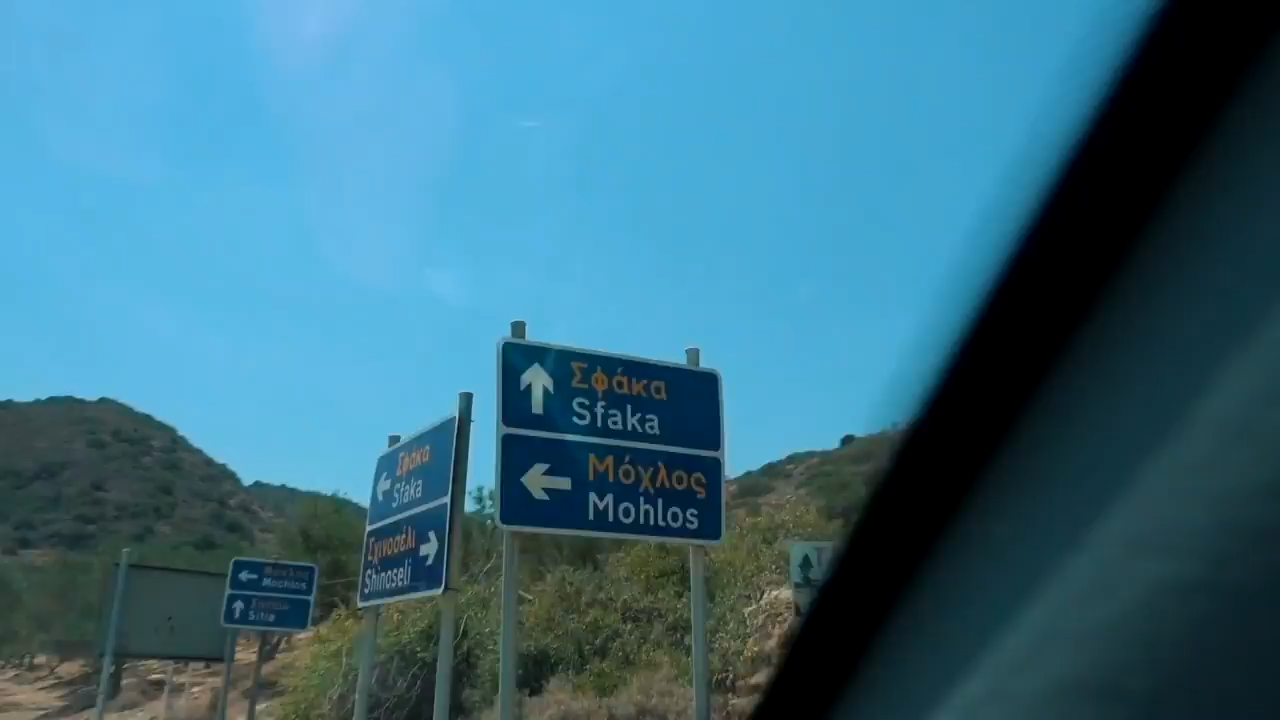 Σφάκα
Sfaka
Μόχλος
Mohlos
Σφάκα
Sfaka
Σχινοσέλι
Shinoseli
Mochlos
Sitia